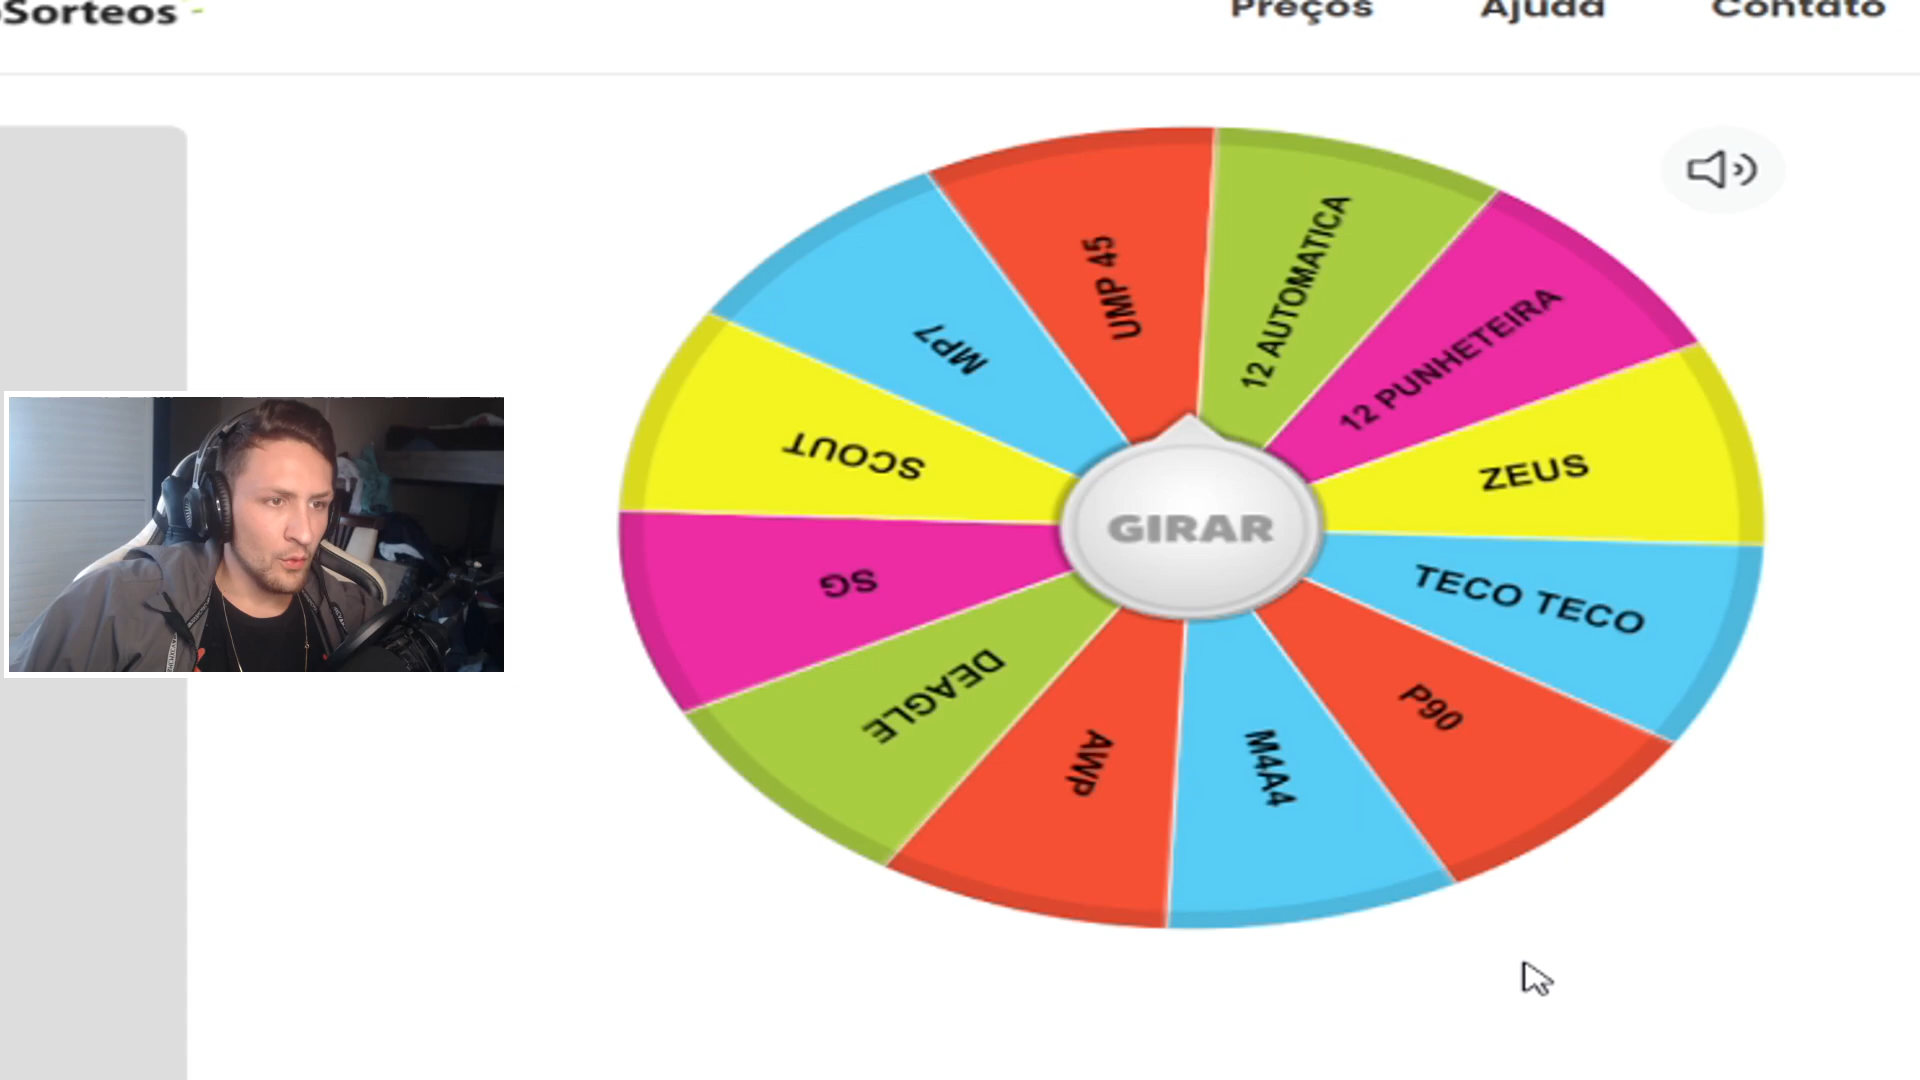 Sorteos
Preços
Ajuda
Contato
UMP 45
12 AUTOMATICA
12 PUNHETEIRA
ZEUS
TECO TECO
P90
M4A4
AWP
DEAGLE
SG
SCOUT
MP7
GIRAR